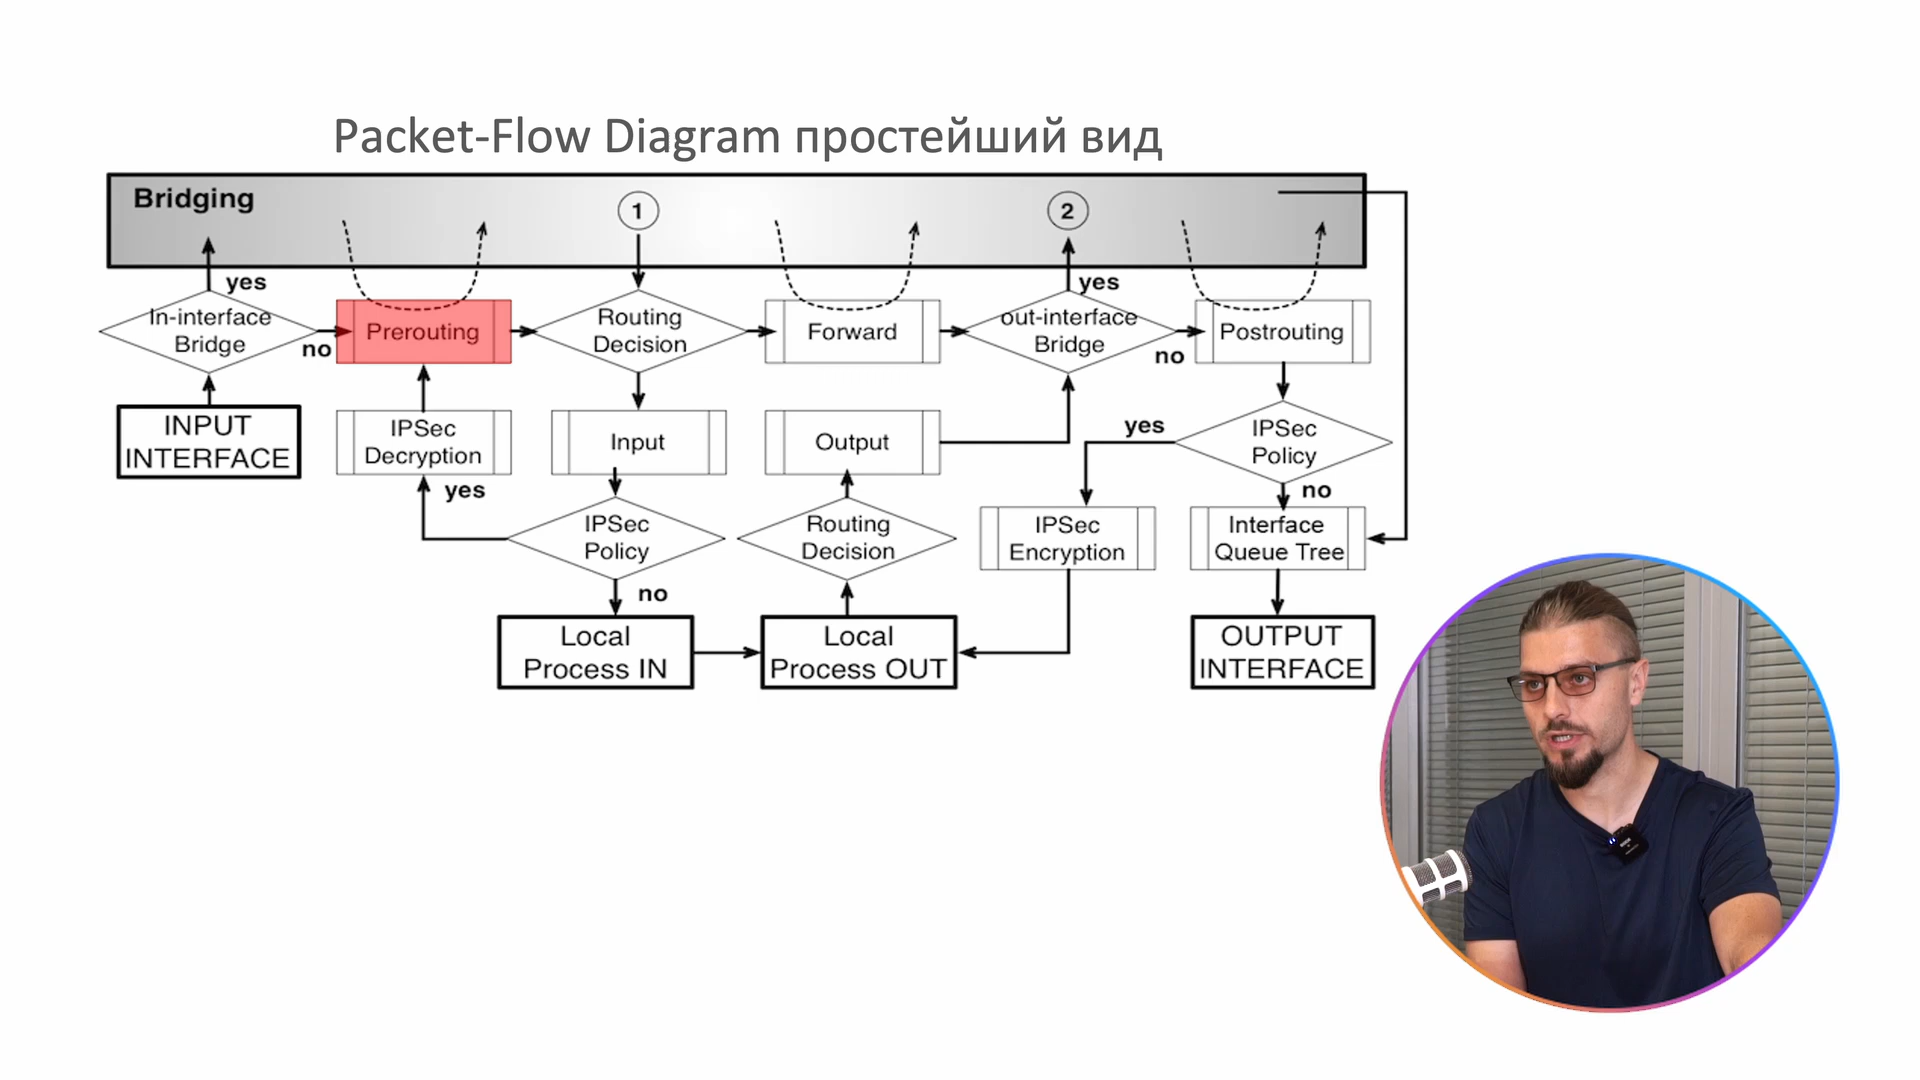 Packet-Flow Diagram простейший вид
Bridging
1
2
yes
yes
In-interface
Bridge
no
Prerouting
Routing
Decision
Forward
out-interface
Bridge
no
Postrouting
INPUT
INTERFACE
IPSec
Decryption
yes
Input
Output
yes
IPSec
Policy
no
IPSec
Policy
no
Routing
Decision
IPSec
Encryption
Interface
Queue Tree
Local
Process IN
Local
Process OUT
OUTPUT
INTERFACE